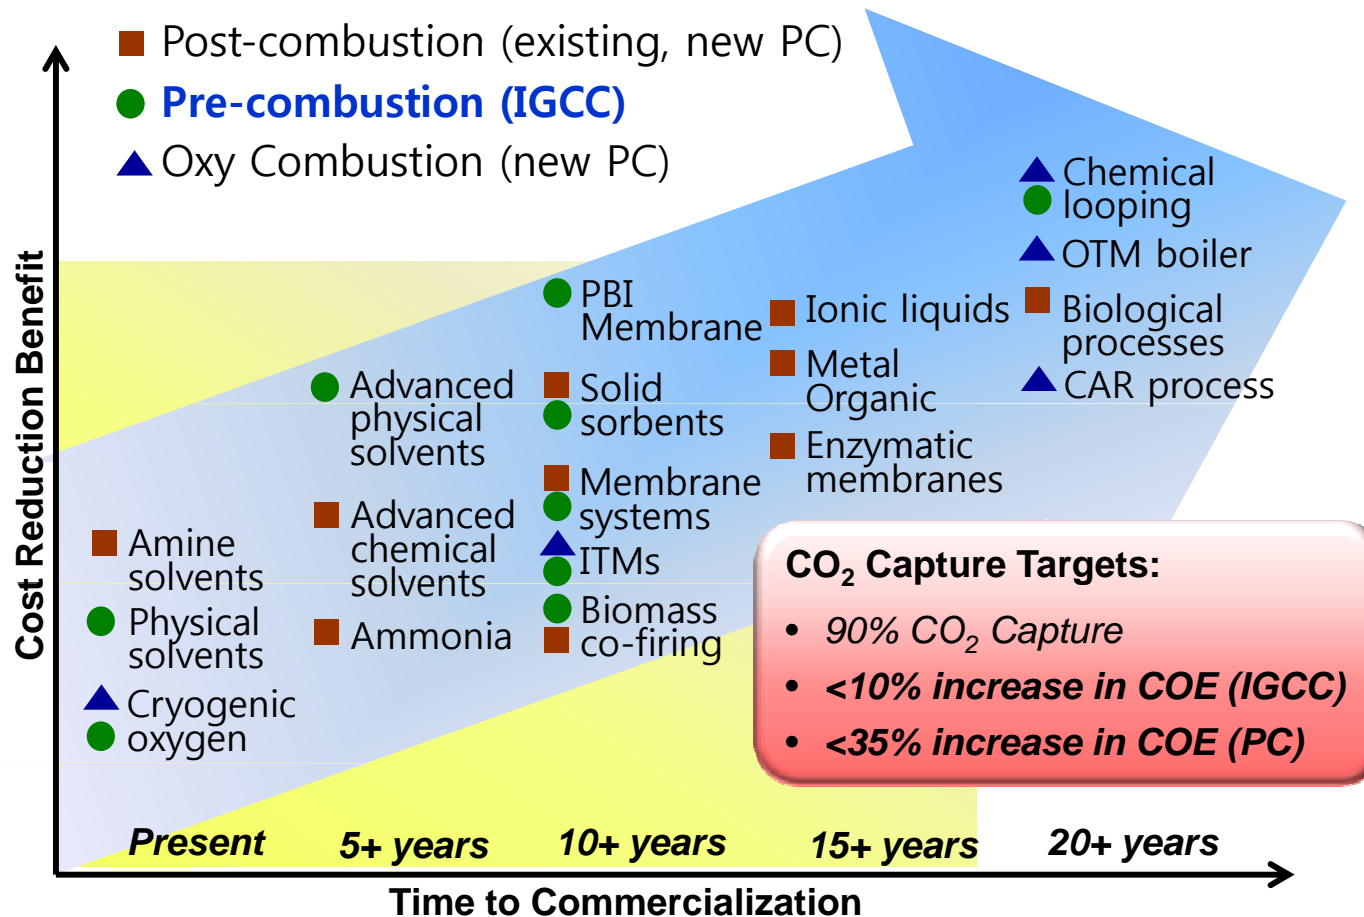 Post-combustion (existing, new PC)
Pre-combustion (IGCC)
Oxy Combustion (new PC)
Cost Reduction Benefit
Amine
solvents
Physical
solvents
Cryogenic
oxygen
Advanced
physical
solvents
Advanced
chemical
solvents
Ammonia
PBI
Membrane
Solid
sorbents
Membrane
systems
ITMs
Biomass
co-firing
Ionic liquids
Metal
Organic
Enzymatic
membranes
Chemical
looping
OTM boiler
Biological
processes
CAR process
CO₂ Capture Targets:
• 90% CO₂ Capture
• <10% increase in COE (IGCC)
• <35% increase in COE (PC)
Present
5+ years
10+ years
15+ years
20+ years
Time to Commercialization